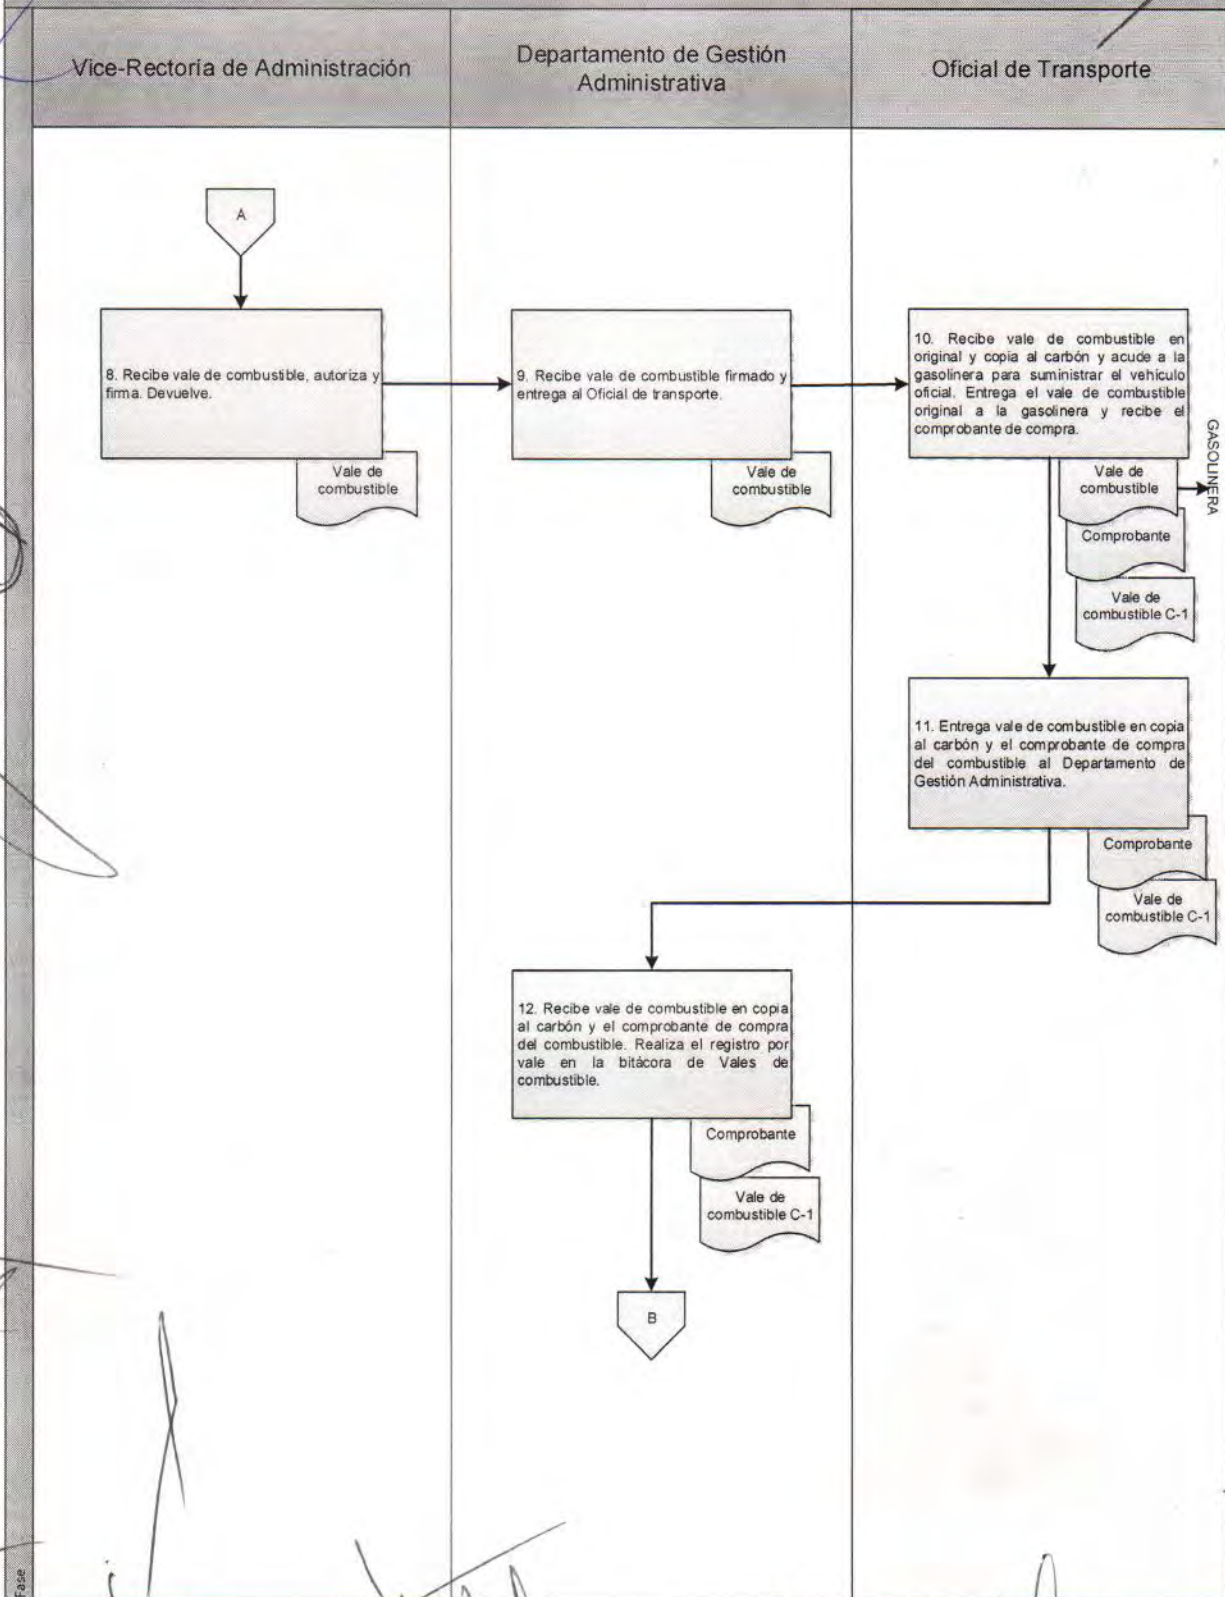 Vice-Rectoría de Administración
Departamento de Gestión
Administrativa
Oficial de Transporte
A
8. Recibe vale de combustible, autoriza y
firma. Devuelve.
Vale de
combustible
9. Recibe vale de combustible firmado y
entrega al Oficial de transporte.
Vale de
combustible
10. Recibe vale de combustible en
original y copia al carbón y acude a la
gasolinera para suministrar el vehículo
oficial. Entrega el vale de combustible
original a la gasolinera y recibe el
comprobante de compra.
Vale de
combustible
GASOLINERA
Comprobante
Vale de
combustible C-1
11. Entrega vale de combustible en copia
al carbón y el comprobante de compra
del combustible al Departamento de
Gestión Administrativa.
Comprobante
Vale de
combustible C-1
12. Recibe vale de combustible en copia
al carbón y el comprobante de compra
del combustible. Realiza el registro por
vale en la bitácora de Vales de
combustible.
Comprobante
Vale de
combustible C-1
B
Fase